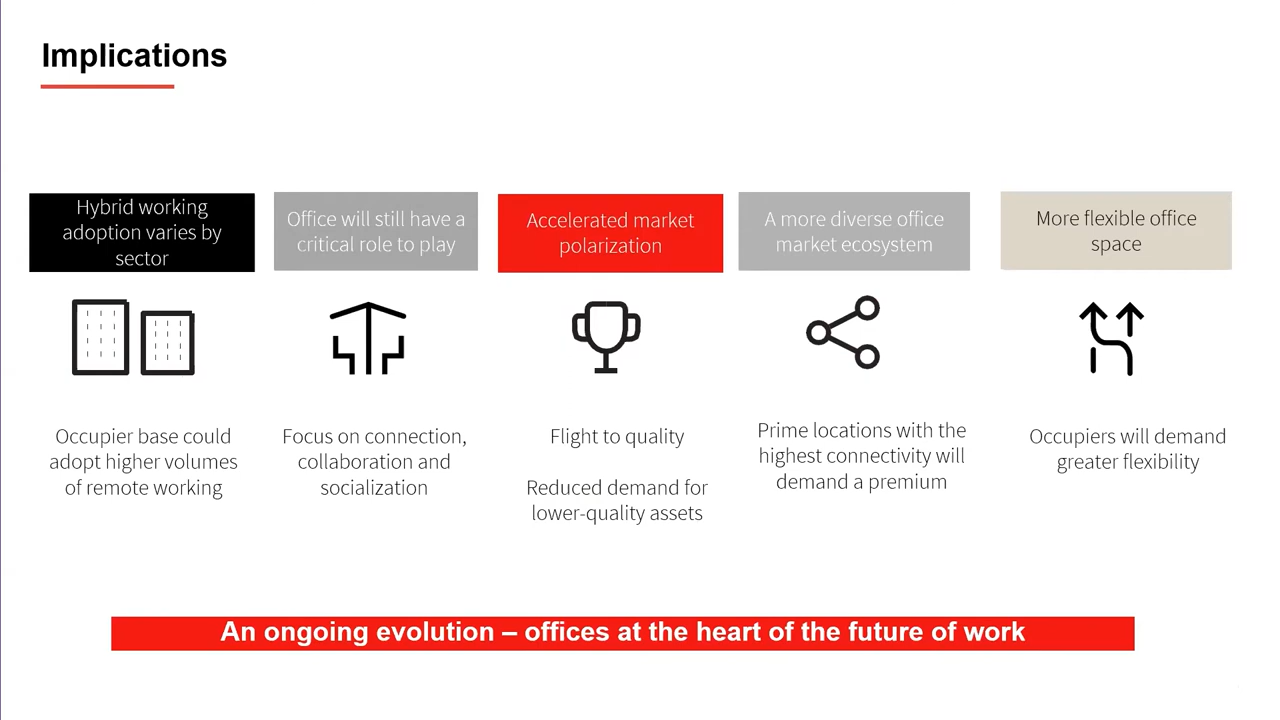 Implications
Hybrid working
adoption varies by
sector
Office will still have a
critical role to play
Accelerated market
polarization
A more diverse office
market ecosystem
More flexible office
space
Occupier base could
adopt higher volumes
of remote working
Focus on connection,
collaboration and
socialization
Flight to quality
Reduced demand for
lower-quality assets
Prime locations with the
highest connectivity will
demand a premium
Occupiers will demand
greater flexibility
An ongoing evolution – offices at the heart of the future of work